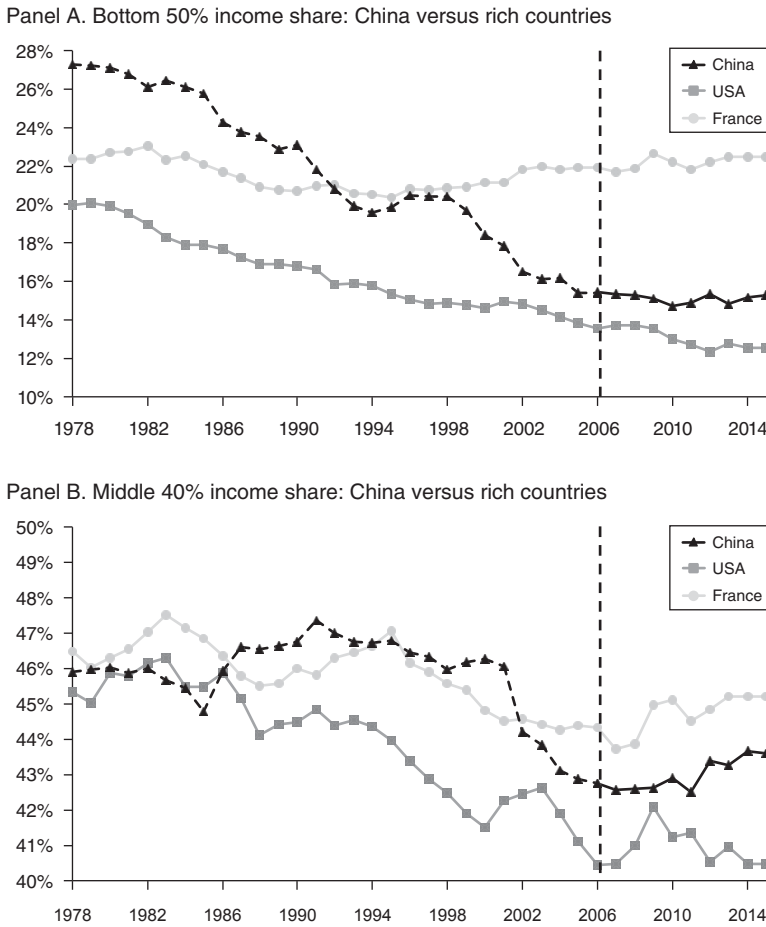 Panel A. Bottom 50% income share: China versus rich countries
28%
26%
24%
22%
20%
18%
16%
14%
12%
10%
China
USA
France
1978 1982 1986 1990 1994 1998 2002 2006 2010 2014
Panel B. Middle 40% income share: China versus rich countries
50%
49%
48%
47%
46%
45%
44%
43%
42%
41%
40%
China
USA
France
1978 1982 1986 1990 1994 1998 2002 2006 2010 2014